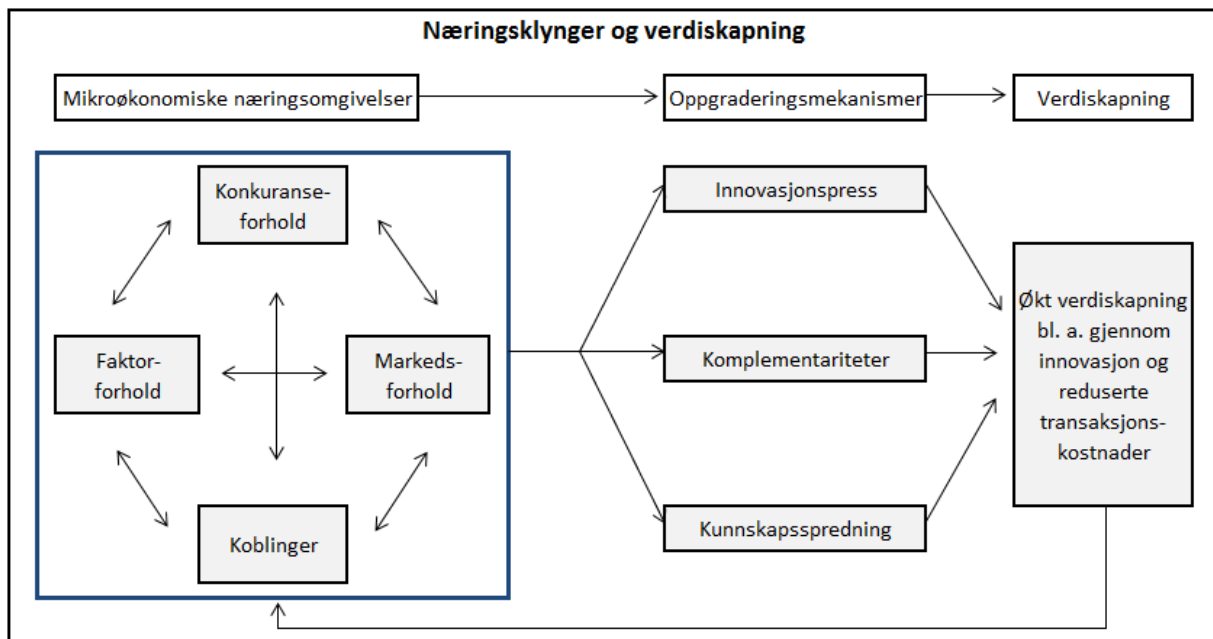 Næringsklynger og verdiskapning
Mikroøkonomiske næringsomgivelser
Oppgraderingsmekanismer
Verdiskapning
Konkuranse-
forhold
Faktor-
forhold
Markeds-
forhold
Koblinger
Innovasjonspress
Komplementariteter
Kunnskapsspredning
Økt verdiskapning
bl. a. gjennom
innovasjon og
reduserte
transaksjons-
kostnader